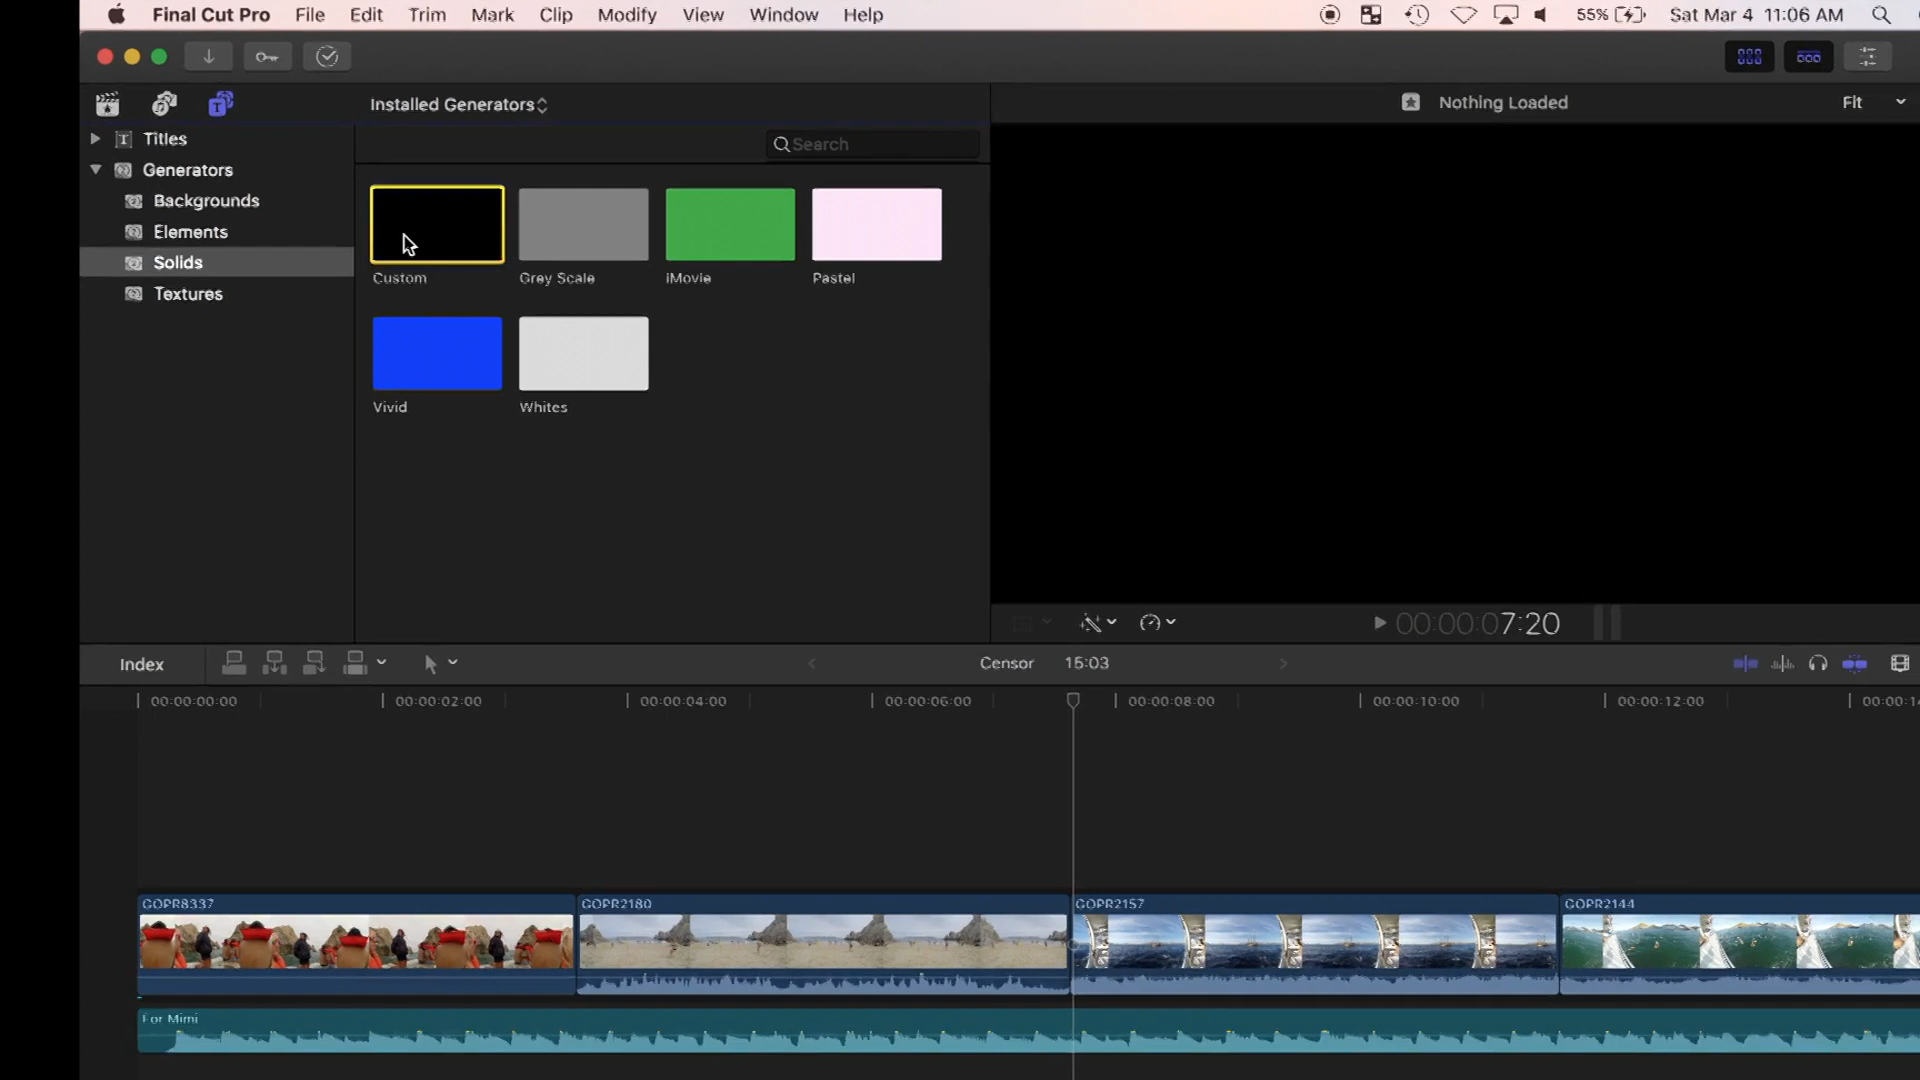 Final Cut Pro File Edit Trim Mark Clip Modify View Window Help 55% Sat Mar 4 11:06 AM
Installed Generators
Nothing Loaded Fit
Titles
Search
Generators
Backgrounds
Elements
Solids
Textures
Custom Grey Scale iMovie Pastel
Vivid Whites
00:00:07:20
Index Censor 15:03
00:00:00:00 00:00:02:00 00:00:04:00 00:00:06:00 00:00:08:00 00:00:10:00 00:00:12:00 00:00:1
GOPR8337 GOPR2180 GOPR2157 GOPR2144
For Mimi